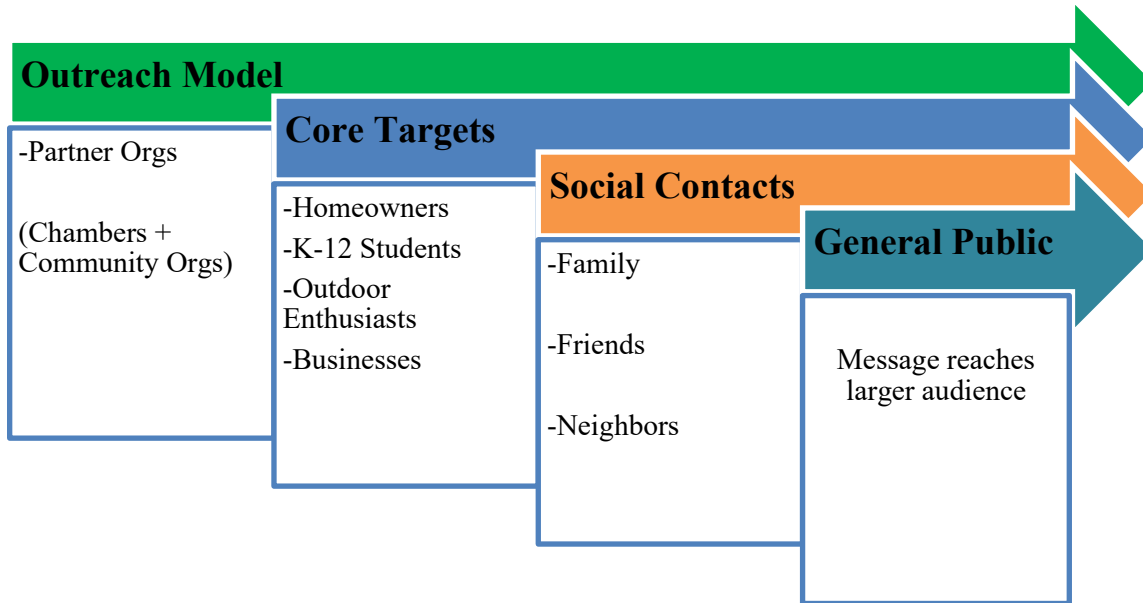 Outreach Model
-Partner Orgs
(Chambers +
Community Orgs)
Core Targets
-Homeowners
-K-12 Students
-Outdoor
Enthusiasts
-Businesses
Social Contacts
-Family
-Friends
-Neighbors
General Public
Message reaches
larger audience